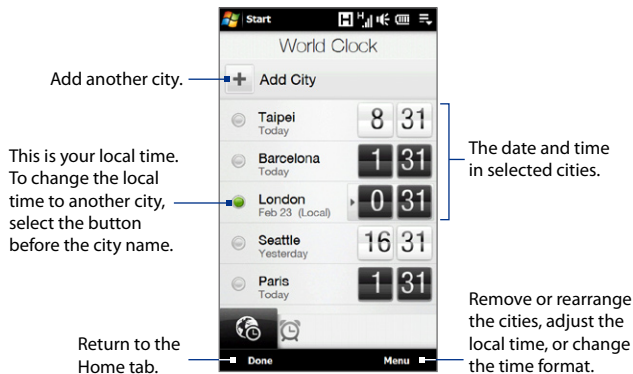 Start
H
H
World Clock
Add another city.
+ Add City
Taipei
Today
8 31
Barcelona
Today
1 31
London
Feb 23 (Local)
0 31
Seattle
Yesterday
16 31
Paris
Today
1 31
Done
Menu
This is your local time.
To change the local
time to another city,
select the button
before the city name.
The date and time
in selected cities.
Return to the
Home tab.
Remove or rearrange
the cities, adjust the
local time, or change
the time format.